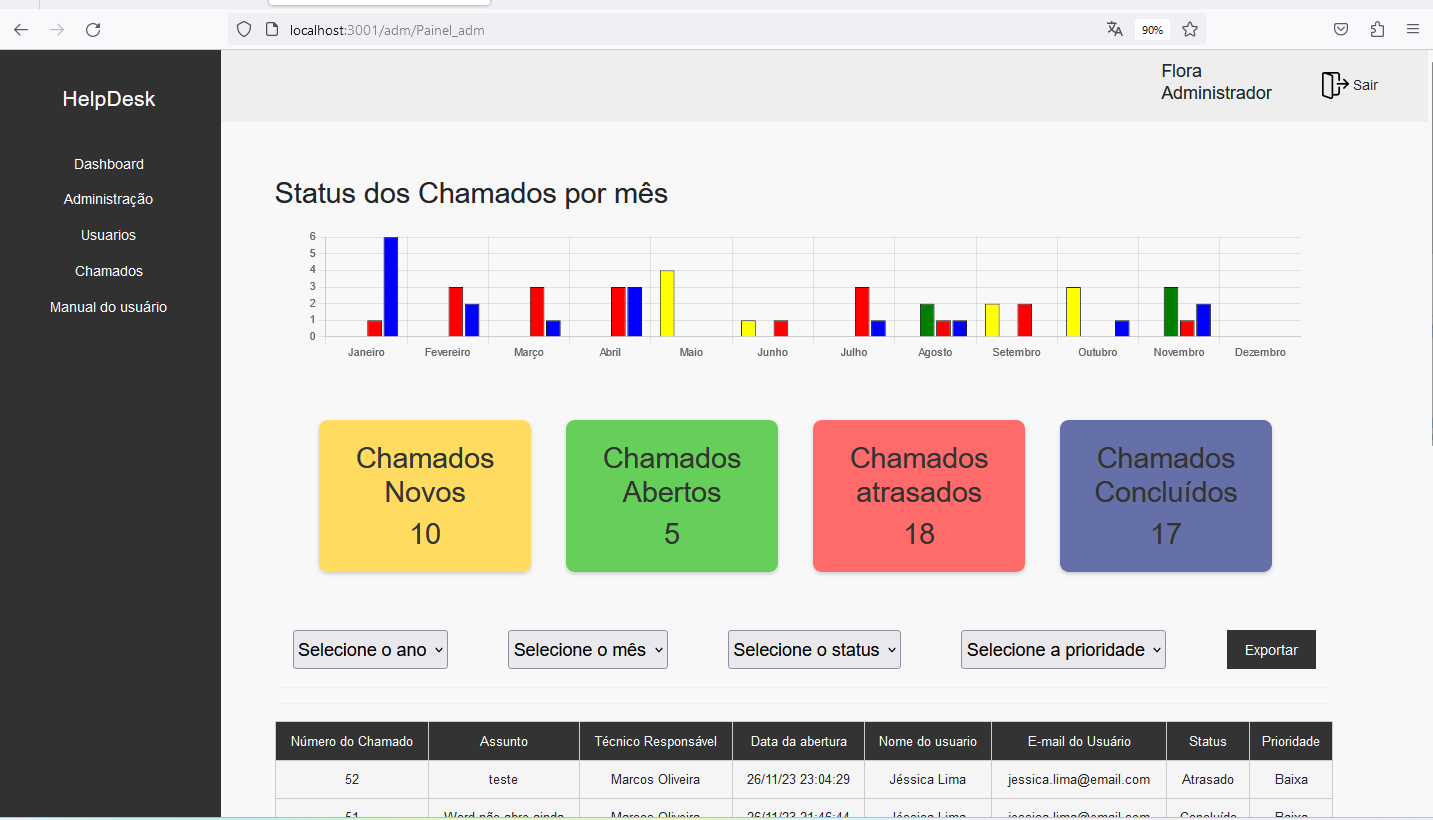 localhost:3001/adm/Painel_adm
90%
HelpDesk
Flora
Administrador
Sair
Dashboard
Administração
Usuarios
Chamados
Manual do usuário
Status dos Chamados por mês
6
5
4
3
2
1
0
Janeiro Fevereiro Março Abril Maio Junho Julho Agosto Setembro Outubro Novembro Dezembro
Chamados
Novos
10
Chamados
Abertos
5
Chamados
atrasados
18
Chamados
Concluídos
17
Selecione o ano Selecione o mês Selecione o status Selecione a prioridade Exportar
Número do Chamado Assunto Técnico Responsável Data da abertura Nome do usuario E-mail do Usuário Status Prioridade
52 teste Marcos Oliveira 26/11/23 23:04:29 Jéssica Lima jessica.lima@email.com Atrasado Baixa
51 Word não abre ainda Marcos Oliveira 26/11/23 21:46:44 Jéssica Lima jessica.lima@email.com Concluído Baixa